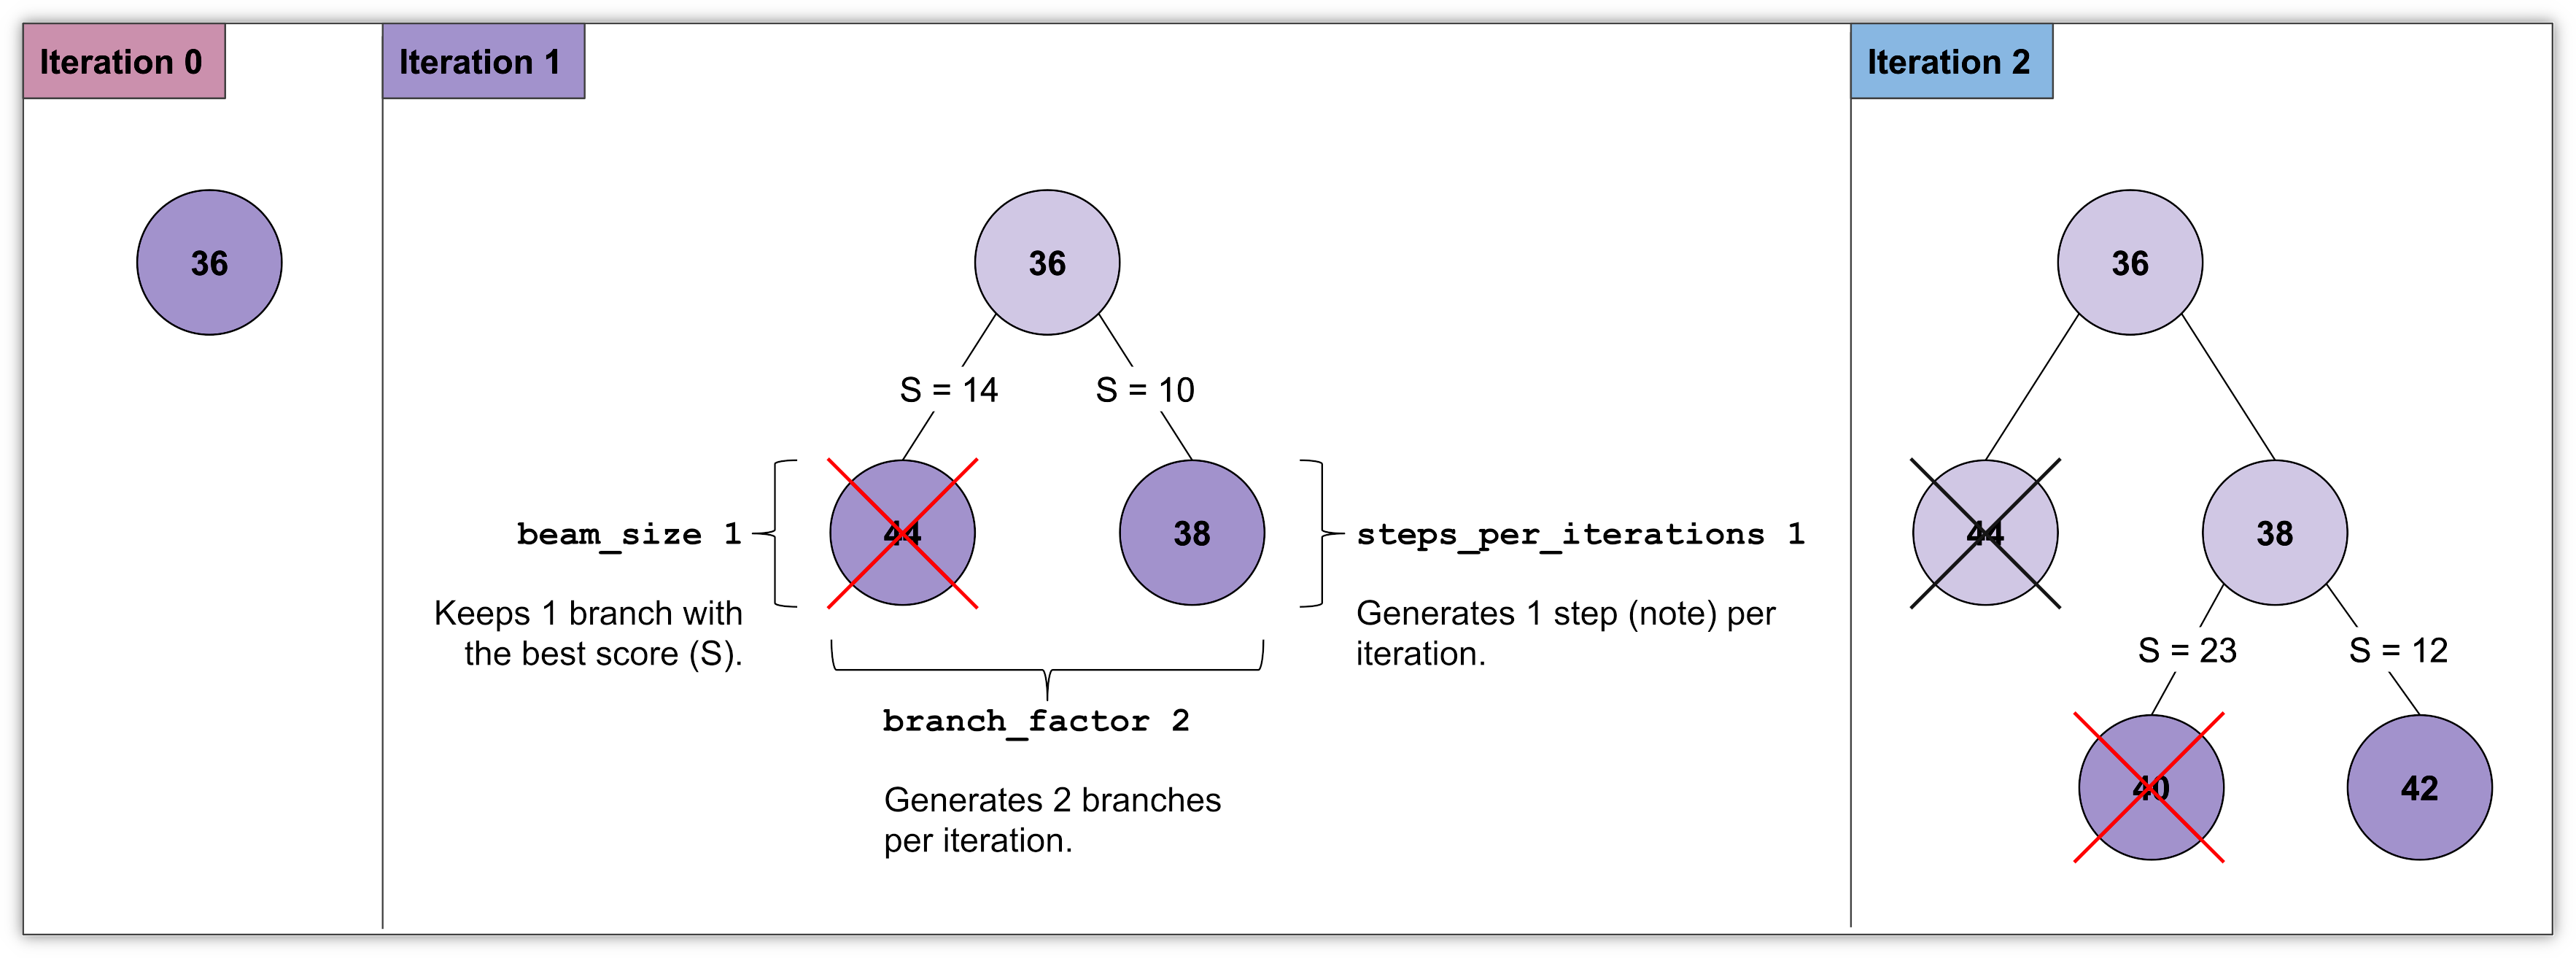 Iteration 0
36
Iteration 1
36
S = 14
S = 10
44
38
beam_size 1
Keeps 1 branch with
the best score (S).
steps_per_iterations 1
Generates 1 step (note) per
iteration.
branch_factor 2
Generates 2 branches
per iteration.
Iteration 2
36
44
38
S = 23
S = 12
40
42